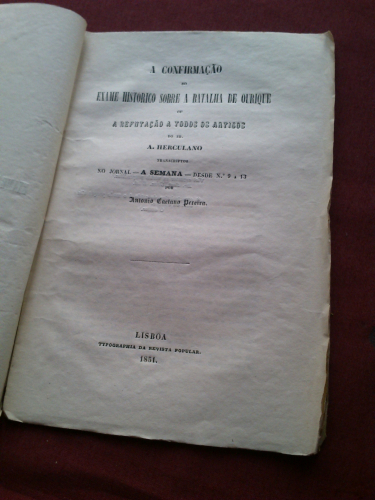 A CONFIRMAÇÃO
DO
EXAME HISTORICO SOBRE A BATALHA DE OURIQUE
OU
A REFUTAÇÃO A TODOS OS ARTIGOS
DO SR.
A. HERCULANO
TRANSCRIPTOS
NO JORNAL — A SEMANA — DESDE N.º 9 a 13
POR
Antonio Caetano Pereira.
LISBOA
TYPOGRAPHIA DA REVISTA POPULAR.
1851.